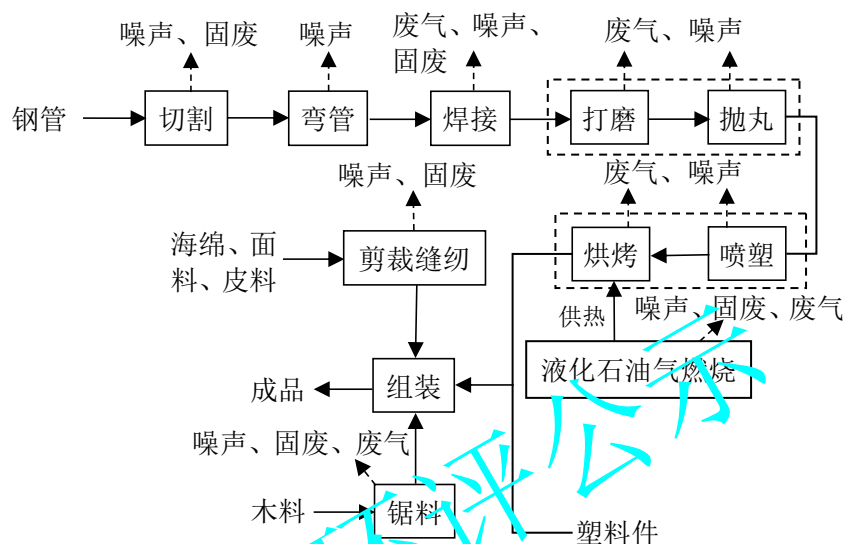 噪声、固废
噪声
废气、噪声、
固废
废气、噪声
钢管
切割
弯管
焊接
打磨
抛丸
噪声、固废
废气、噪声
海绵、面
料、皮料
剪裁缝纫
烘烤
喷塑
供热
噪声、固废、废气
液化石油气燃烧
成品
组装
噪声、固废、废气
木料
锯料
塑料件
评公示